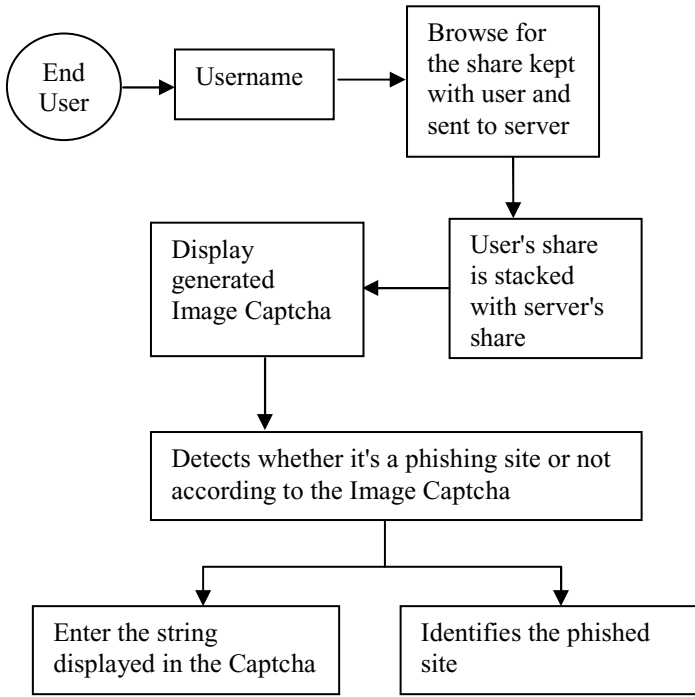 End
User
Username
Browse for
the share kept
with user and
sent to server
User's share
is stacked
with server's
share
Display
generated
Image Captcha
Detects whether it's a phishing site or not
according to the Image Captcha
Enter the string
displayed in the Captcha
Identifies the phished
site